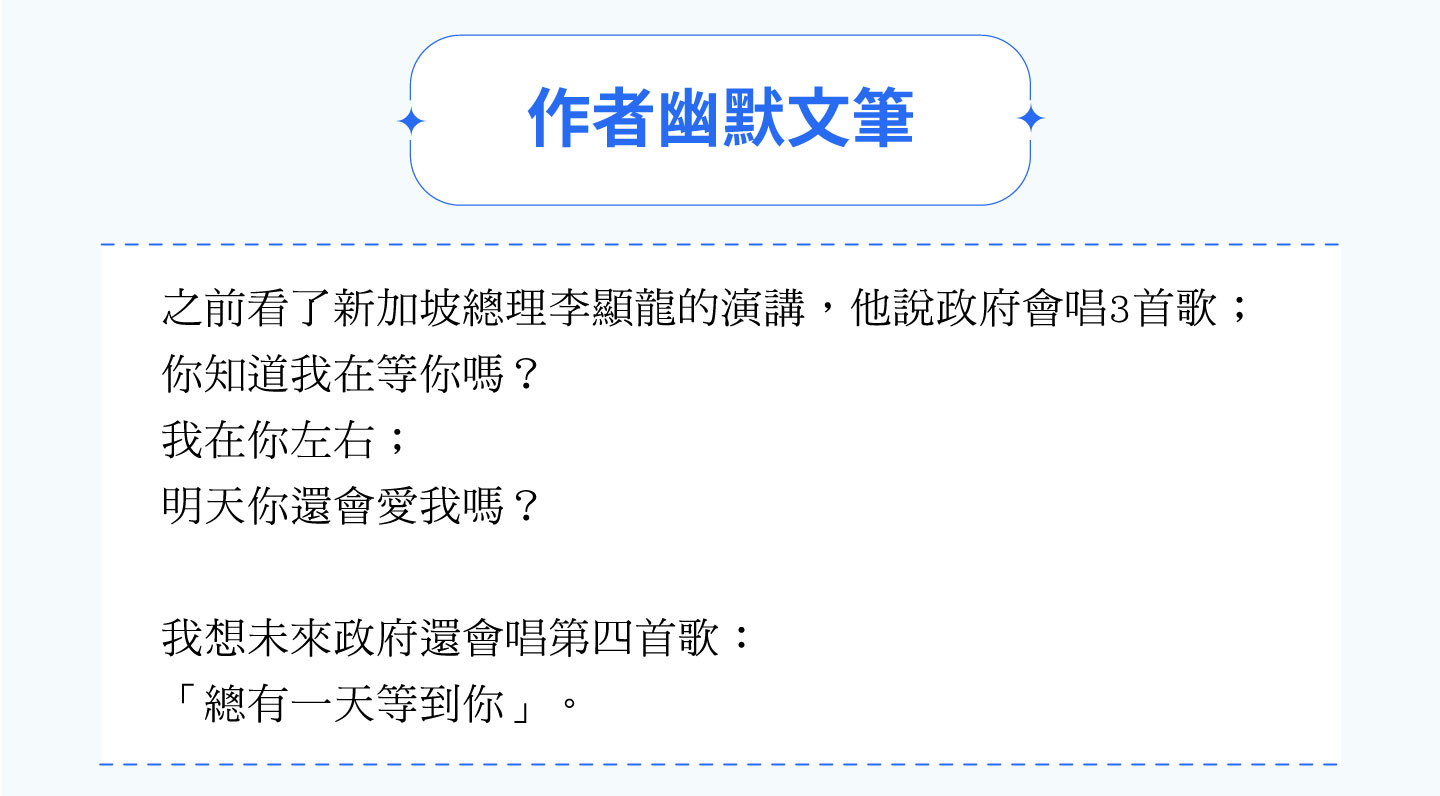 作者幽默文筆
之前看了新加坡總理李顯龍的演講，他說政府會唱3首歌；
你知道我在等你嗎？
我在你左右；
明天你還會愛我嗎？
我想未來政府還會唱第四首歌：
「總有一天等到你」。